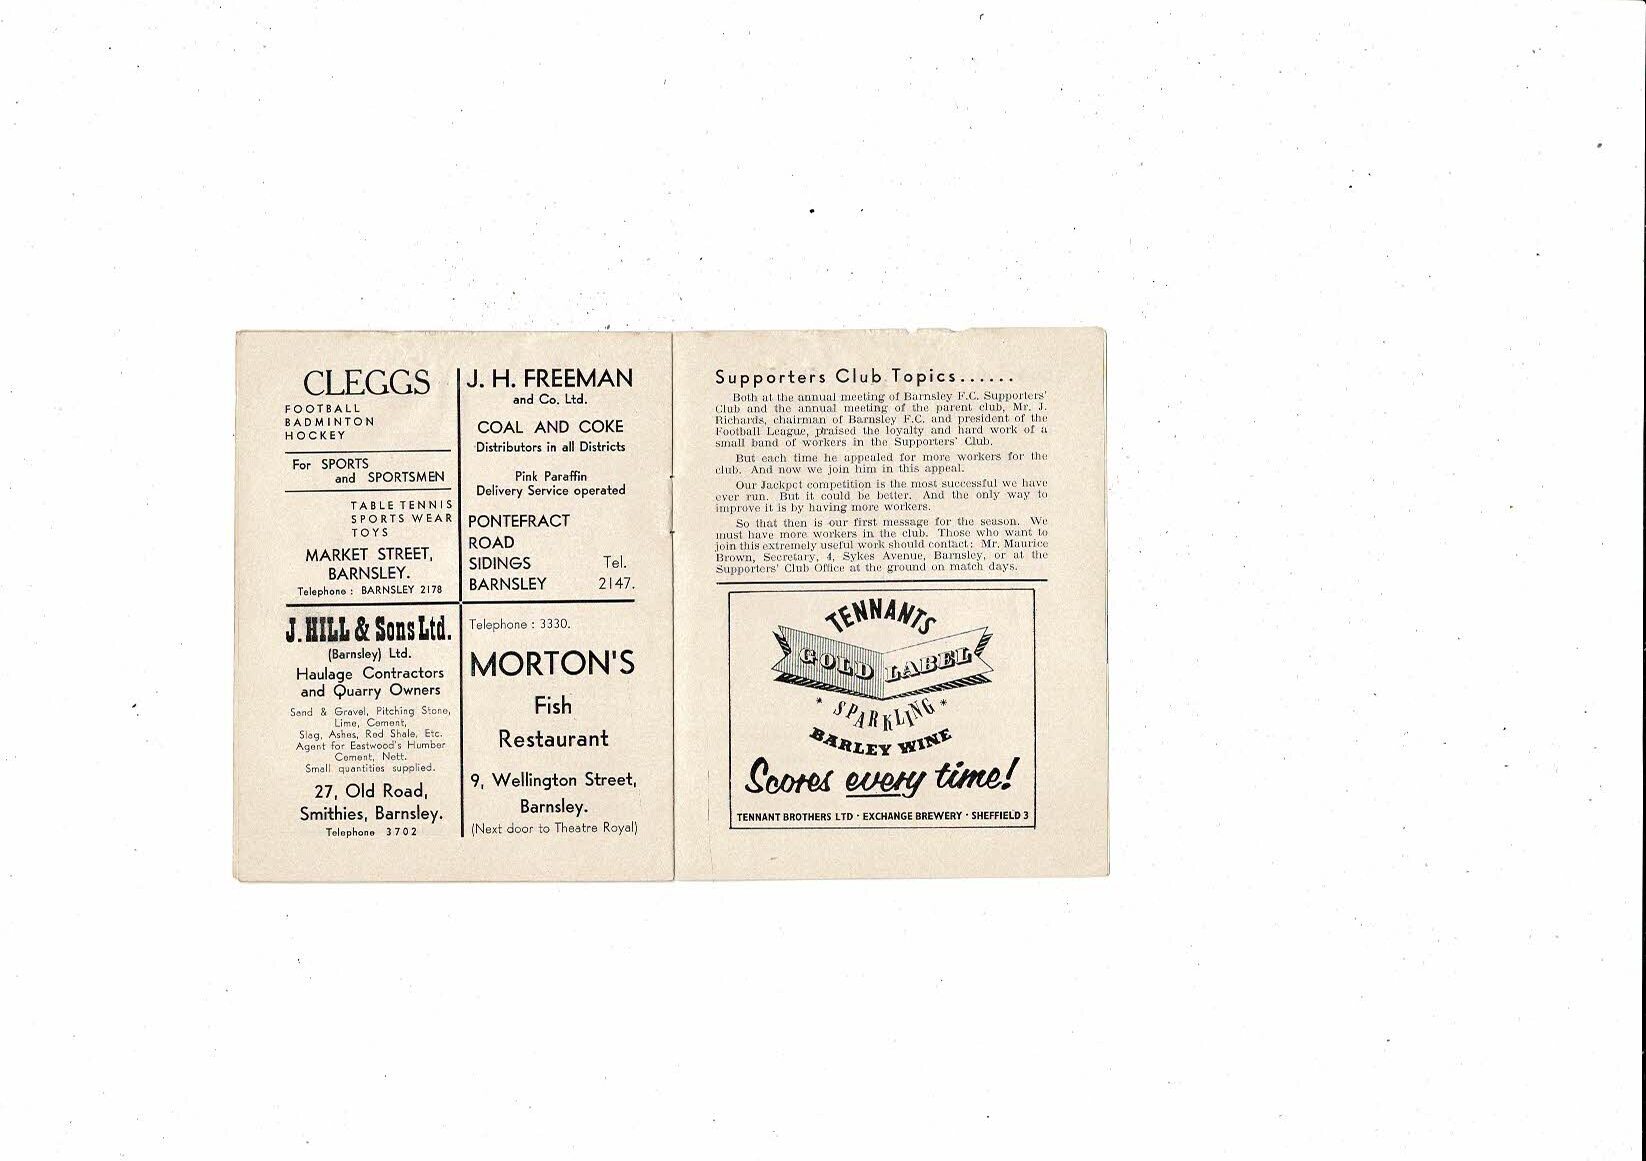 CLEGGS
FOOTBALL
BADMINTON
HOCKEY
For SPORTS
and SPORTSMEN
TABLE TENNIS
SPORTS WEAR
TOYS
MARKET STREET,
BARNSLEY.
Telephone : BARNSLEY 2178
J. H. FREEMAN
and Co. Ltd.
COAL AND COKE
Distributors in all Districts
Pink Paraffin
Delivery Service operated
PONTEFRACT
ROAD
SIDINGS Tel.
BARNSLEY 2147.
J. HILL & Sons Ltd.
(Barnsley) Ltd.
Haulage Contractors
and Quarry Owners
Sand & Gravel, Pitching Stone,
Lime, Cement,
Slag, Ashes, Red Shale, Etc.
Agent for Eastwood's Humber
Cement, Nett.
Small quantities supplied.
27, Old Road,
Smithies, Barnsley.
Telephone 3702
Telephone : 3330.
MORTON'S
Fish
Restaurant
9, Wellington Street,
Barnsley.
(Next door to Theatre Royal)
Supporters Club Topics......
Both at the annual meeting of Barnsley F.C. Supporters'
Club and the annual meeting of the parent club, Mr. J.
Richards, chairman of Barnsley F.C. and president of the
Football League, praised the loyalty and hard work of a
small band of workers in the Supporters' Club.
But each time he appealed for more workers for the
club. And now we join him in this appeal.
Our Jackpot competition is the most successful we have
ever run. But it could be better. And the only way to
improve it is by having more workers.
So that then is our first message for the season. We
must have more workers in the club. Those who want to
join this extremely useful work should contact: Mr. Maurice
Brown, Secretary, 4, Sykes Avenue, Barnsley, or at the
Supporters' Club Office at the ground on match days.
TENNANTS
GOLD LABEL
* SPARKLING *
BARLEY WINE
Scores every time!
TENNANT BROTHERS LTD · EXCHANGE BREWERY · SHEFFIELD 3